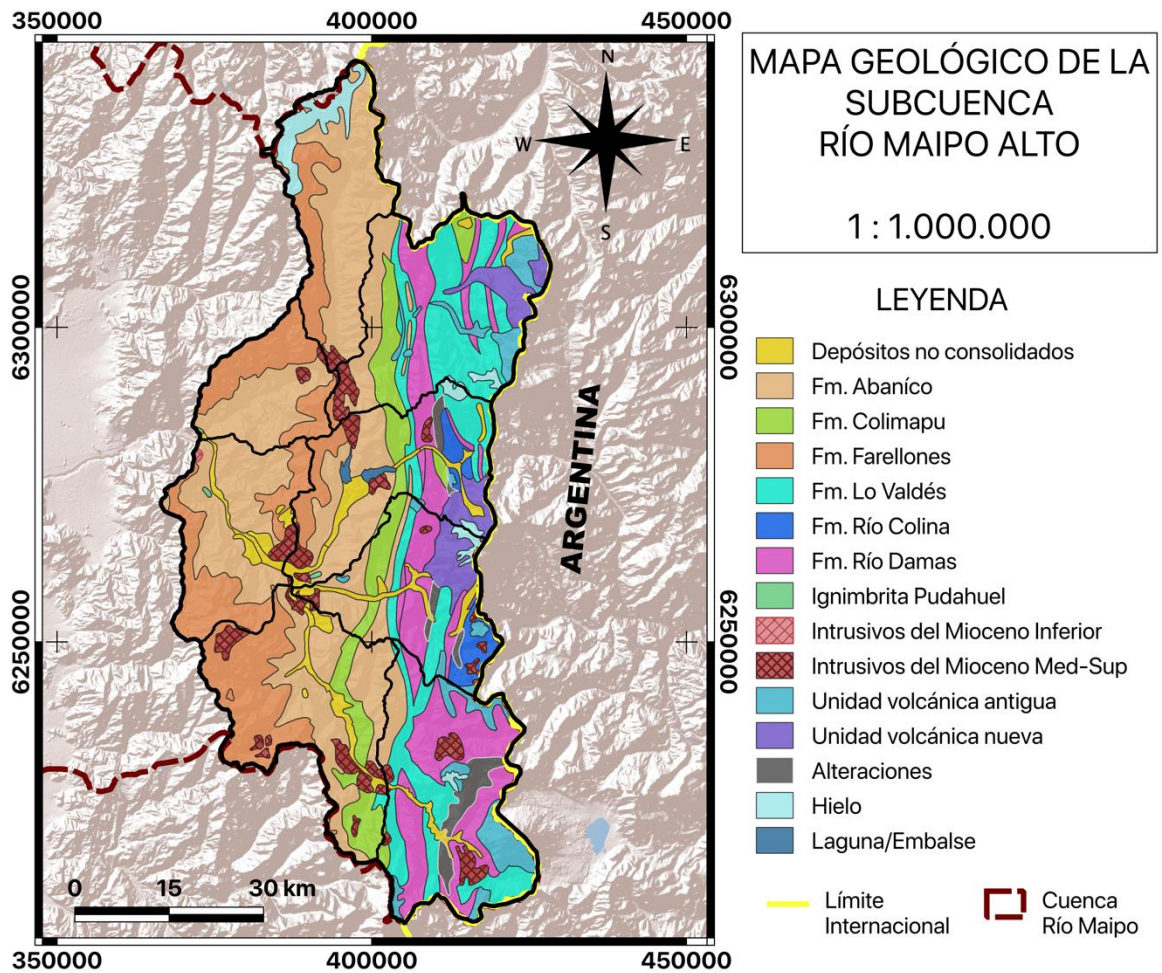 350000 400000 450000
MAPA GEOLÓGICO DE LA
SUBCUENCA
RÍO MAIPO ALTO
1 : 1.000.000
N
W E
S
6300000 6300000
6250000 6250000
ARGENTINA
0 15 30 km
350000 400000 450000
LEYENDA
Depósitos no consolidados
Fm. Abaníco
Fm. Colimapu
Fm. Farellones
Fm. Lo Valdés
Fm. Río Colina
Fm. Río Damas
Ignimbrita Pudahuel
Intrusivos del Mioceno Inferior
Intrusivos del Mioceno Med-Sup
Unidad volcánica antigua
Unidad volcánica nueva
Alteraciones
Hielo
Laguna/Embalse
Límite
Internacional
Cuenca
Río Maipo